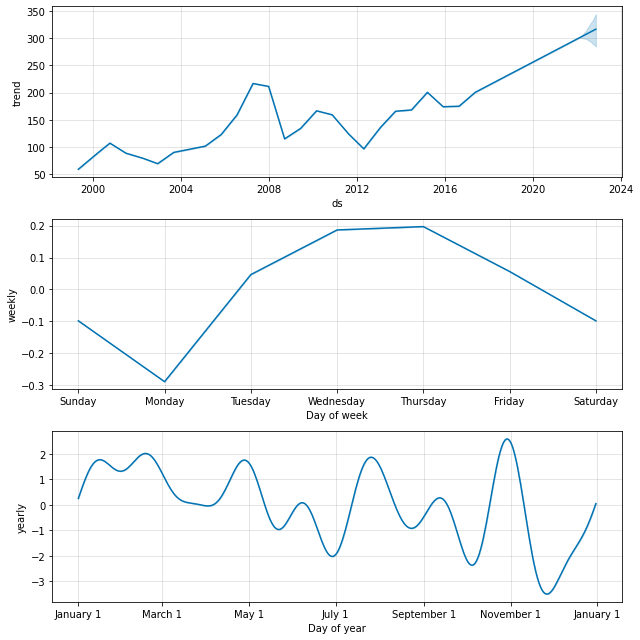 350
300
250
200
150
100
50
trend
2000 2004 2008 2012 2016 2020 2024
ds
0.2
0.1
0.0
−0.1
−0.2
−0.3
weekly
Sunday Monday Tuesday Wednesday Thursday Friday Saturday
Day of week
2
1
0
−1
−2
−3
yearly
January 1 March 1 May 1 July 1 September 1 November 1 January 1
Day of year